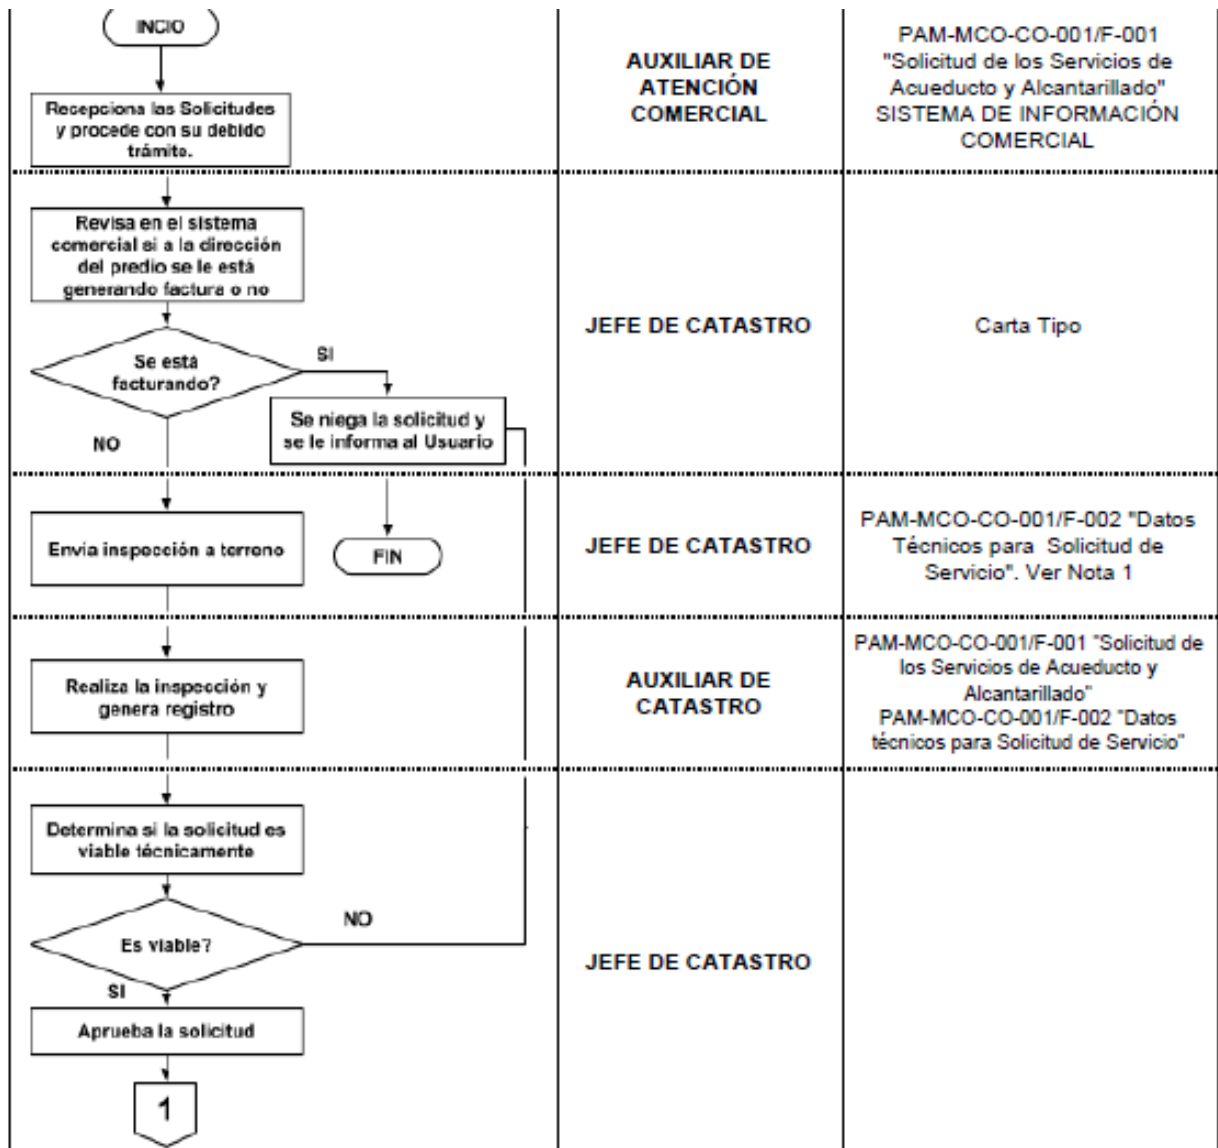 INCIO
Recepciona las Solicitudes
y procede con su debido
trámite.
AUXILIAR DE
ATENCIÓN
COMERCIAL
PAM-MCO-CO-001/F-001
"Solicitud de los Servicios de
Acueducto y Alcantarillado"
SISTEMA DE INFORMACIÓN
COMERCIAL
Revisa en el sistema
comercial si a la dirección
del predio se le está
generando factura o no
Se está
facturando?
SI
NO
Se niega la solicitud y
se le informa al Usuario
JEFE DE CATASTRO
Carta Tipo
Envia inspección a terreno
FIN
JEFE DE CATASTRO
PAM-MCO-CO-001/F-002 "Datos
Técnicos para Solicitud de
Servicio". Ver Nota 1
Realiza la inspección y
genera registro
AUXILIAR DE
CATASTRO
PAM-MCO-CO-001/F-001 "Solicitud de
los Servicios de Acueducto y
Alcantarillado"
PAM-MCO-CO-001/F-002 "Datos
técnicos para Solicitud de Servicio"
Determina si la solicitud es
viable técnicamente
Es viable?
NO
SI
Aprueba la solicitud
1
JEFE DE CATASTRO